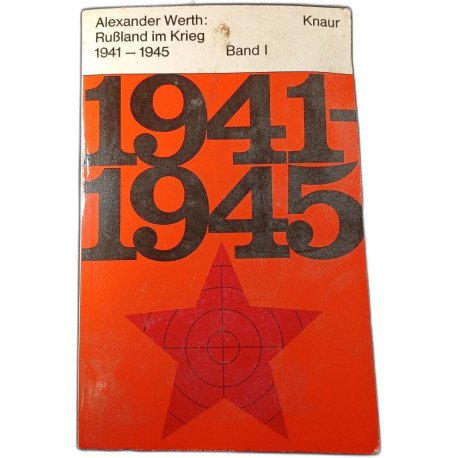 Alexander Werth: Knaur
Rußland im Krieg
1941 – 1945 Band I
1941-
1945